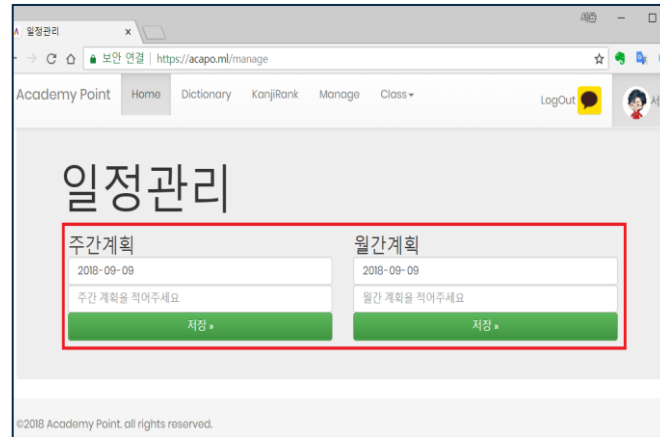 일정관리
시현
보안 연결 | https://acapo.ml/manage
Academy Point Home Dictionary KanjiRank Manage Class LogOut
일정관리
주간계획 월간계획
2018-09-09 2018-09-09
주간 계획을 적어주세요 월간 계획을 적어주세요
저장 » 저장 »
©2018 Academy Point. all rights reserved.